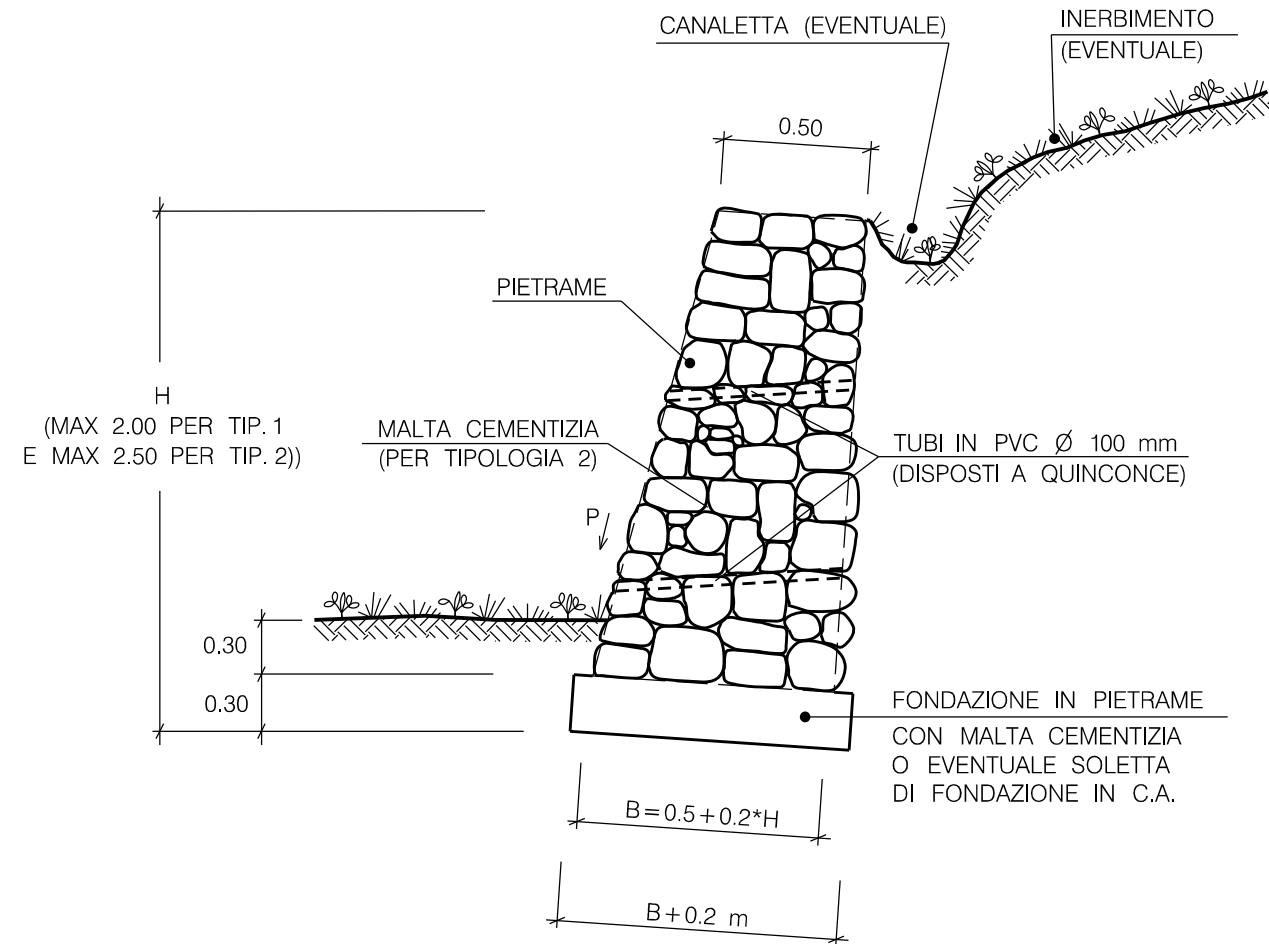 CANALETTA (EVENTUALE)
INERBIMENTO
(EVENTUALE)
0.50
PIETRAME
H
(MAX 2.00 PER TIP. 1
E MAX 2.50 PER TIP. 2))
MALTA CEMENTIZIA
(PER TIPOLOGIA 2)
TUBI IN PVC Ø 100 mm
(DISPOSTI A QUINCONCE)
P
0.30
0.30
FONDAZIONE IN PIETRAME
CON MALTA CEMENTIZIA
O EVENTUALE SOLETTA
DI FONDAZIONE IN C.A.
B=0.5+0.2*H
B+0.2 m